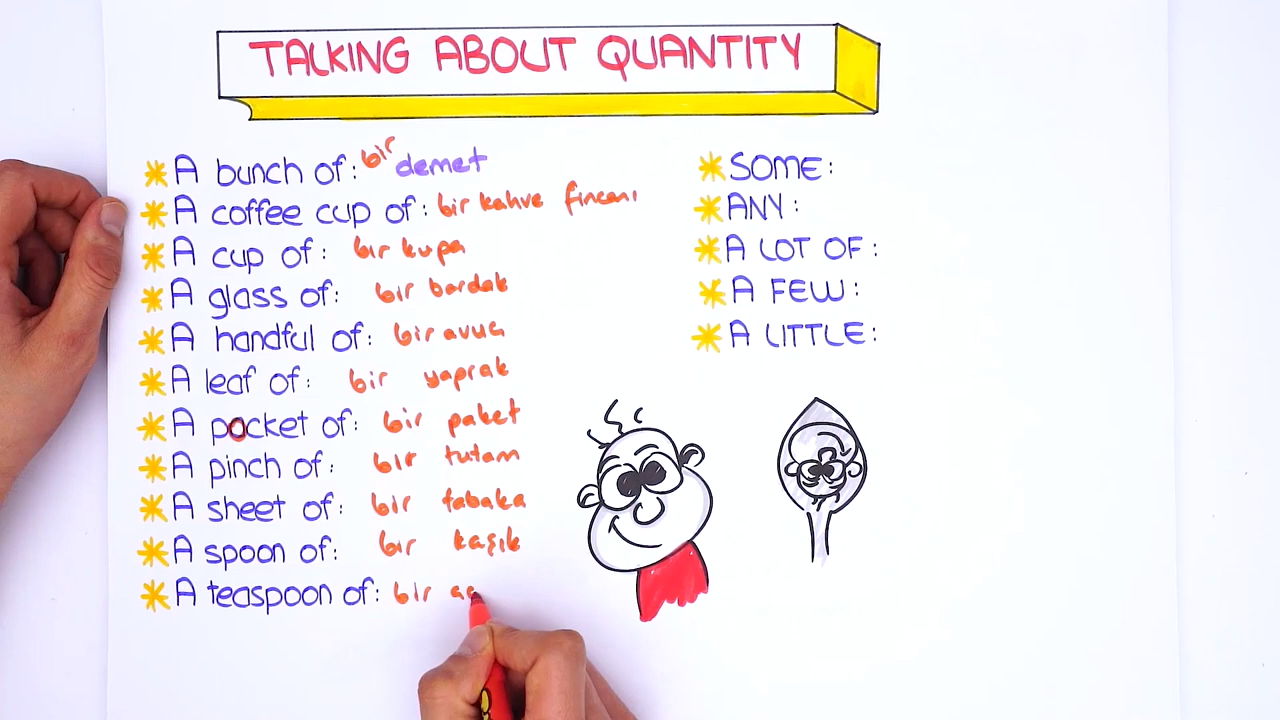 TALKING ABOUT QUANTITY
A bunch of: bir demet
A coffee cup of: bir kahve fincanı
A cup of: bir kupa
A glass of: bir bardak
A handful of: bir avuç
A leaf of: bir yaprak
A pocket of: bir paket
A pinch of: bir tutam
A sheet of: bir tabaka
A spoon of: bir kaşık
A teaspoon of: bir
SOME:
ANY:
A LOT OF:
A FEW:
A LITTLE: